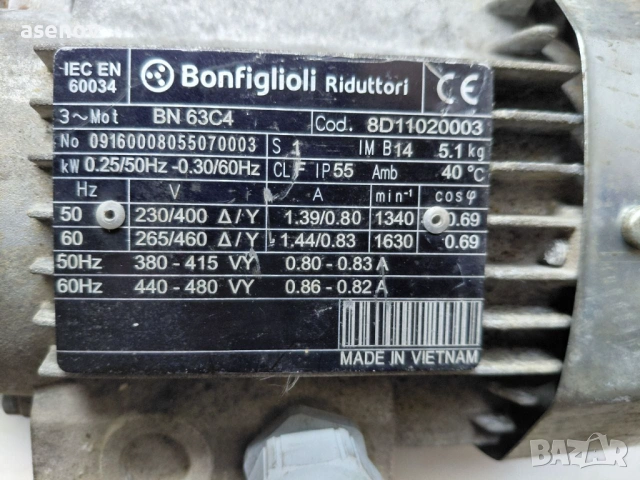 aseno
IEC EN
60034
Bonfiglioli Riduttori
CE
3~Mot BN 63C4 Cod. 8D11020003
No 09160008055070003 S 1 IM B14 5.1 kg
kW 0.25/50Hz -0.30/60Hz CL F IP 55 Amb 40 °C
Hz V A min-1 cosφ
50 230/400 Δ/Y 1.39/0.80 1340 0.69
60 265/460 Δ/Y 1.44/0.83 1630 0.69
50Hz 380 - 415 VY 0.80 - 0.83 A
60Hz 440 - 480 VY 0.86 - 0.82 A
MADE IN VIETNAM
BAZAR